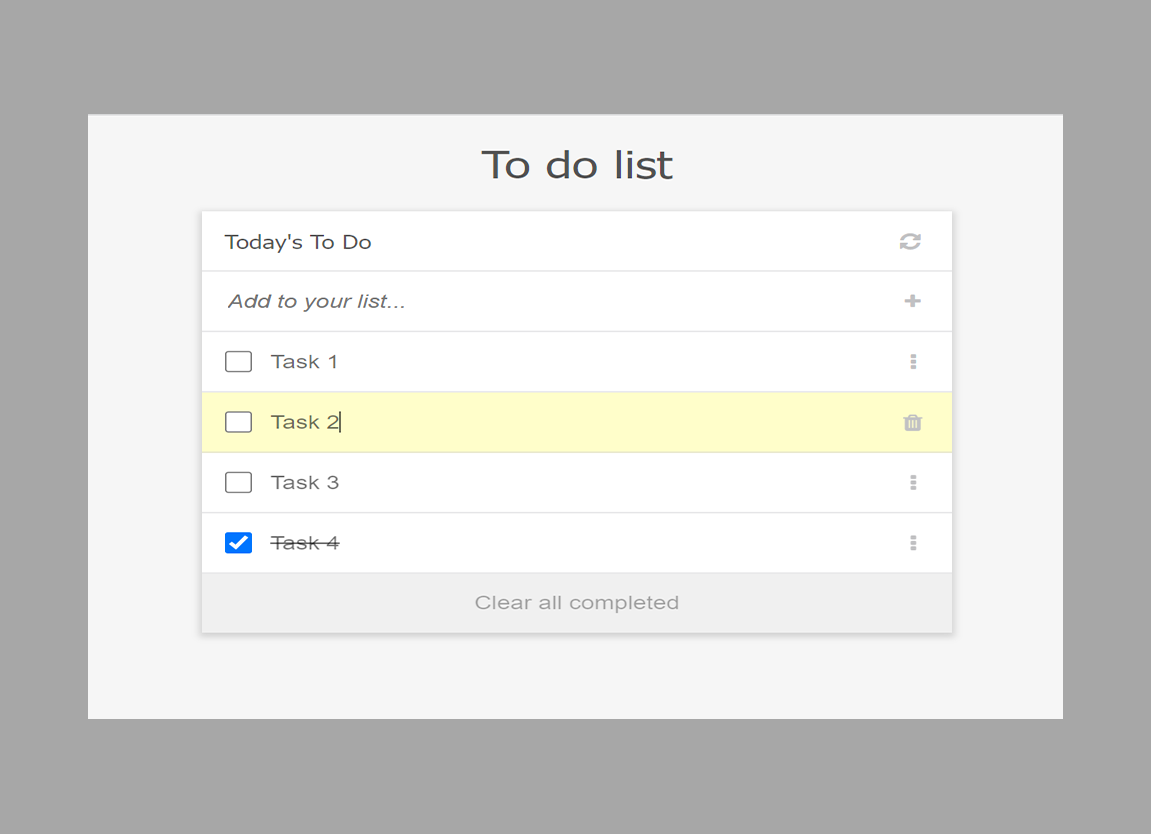 To do list
Today's To Do
Add to your list...
Task 1
Task 2
Task 3
Task 4
Clear all completed